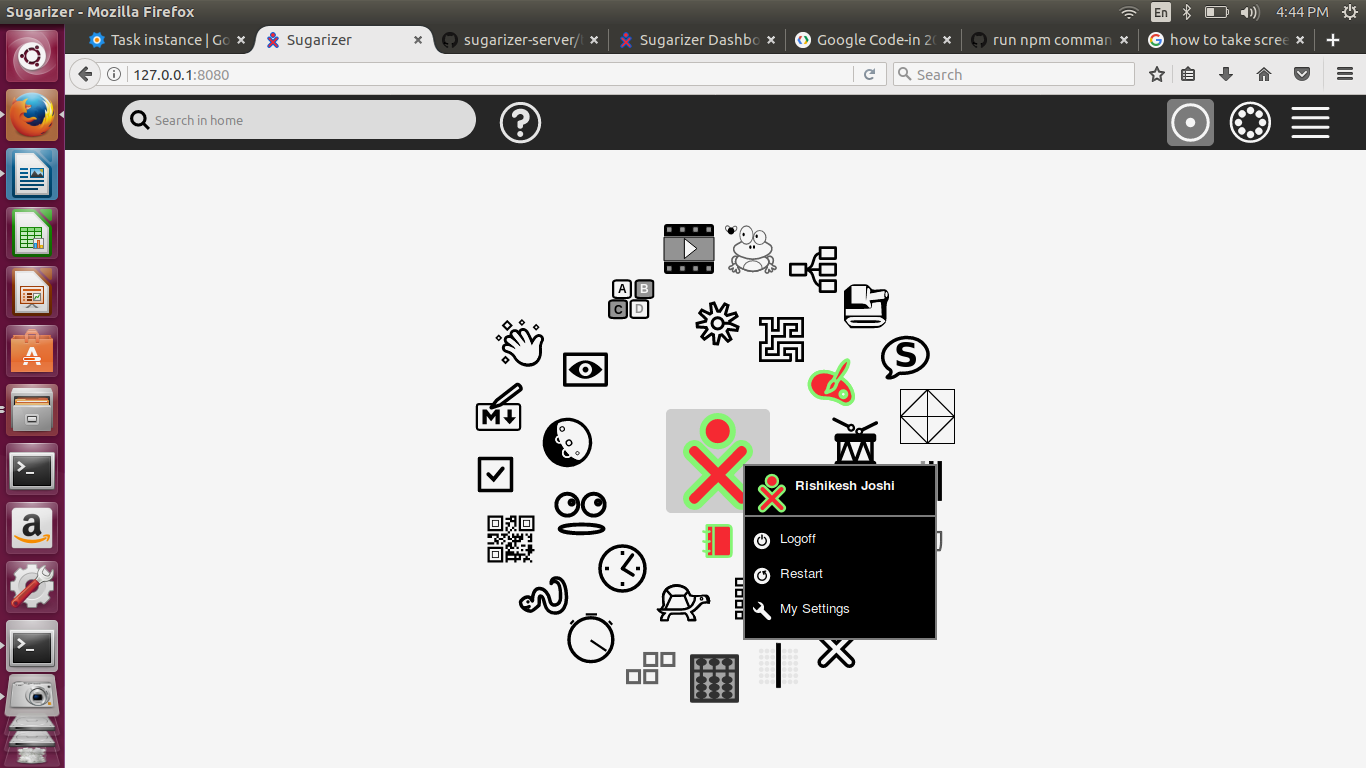 Sugarizer - Mozilla Firefox
En
4:44 PM
Task instance | Go
Sugarizer
sugarizer-server/
Sugarizer Dashbo
Google Code-in 20
run npm comman
how to take scree
127.0.0.1:8080
Search
Search in home
A B
C D
S
M
Rishikesh Joshi
Logoff
Restart
My Settings